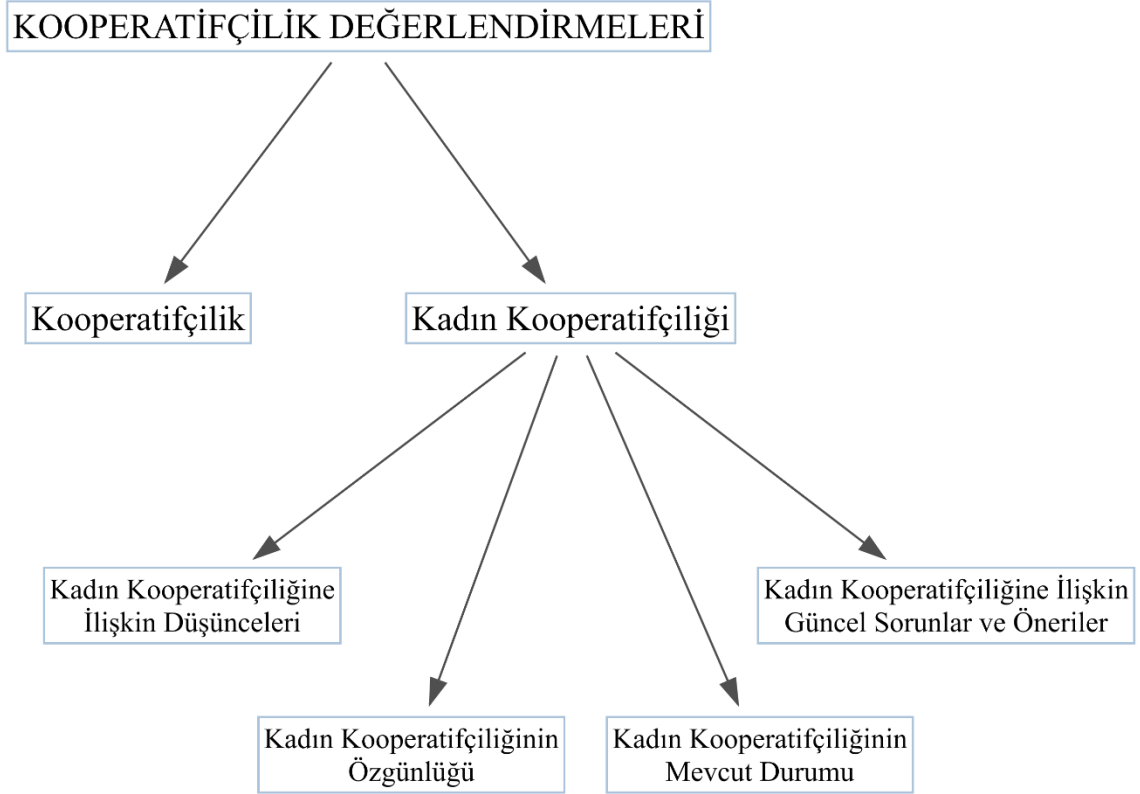 KOOPERATİFÇİLİK DEĞERLENDİRMELERİ
Kooperatifçilik
Kadın Kooperatifçiliği
Kadın Kooperatifçiliğine
İlişkin Düşünceleri
Kadın Kooperatifçiliğine İlişkin
Güncel Sorunlar ve Öneriler
Kadın Kooperatifçiliğinin
Özgünlüğü
Kadın Kooperatifçiliğinin
Mevcut Durumu